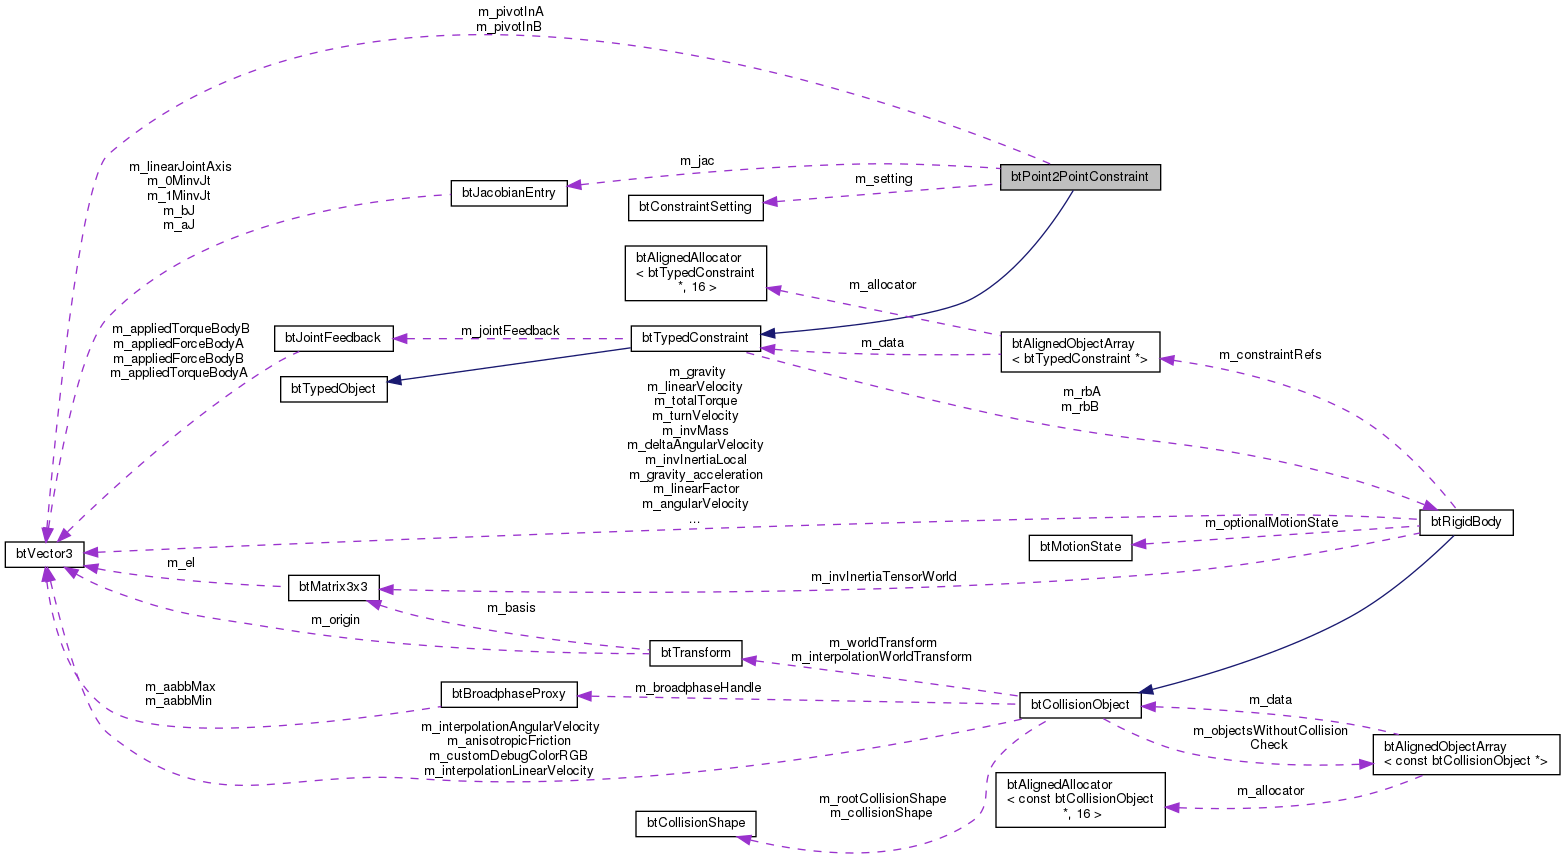 m_pivotInA
m_pivotInB
m_linearJointAxis
m_0MinvJt
m_1MinvJt
m_bJ
m_aJ
btJacobianEntry
m_jac
m_setting
btPoint2PointConstraint
btConstraintSetting
btAlignedAllocator
< btTypedConstraint
*, 16 >
m_allocator
m_appliedTorqueBodyB
m_appliedForceBodyA
m_appliedForceBodyB
m_appliedTorqueBodyA
btJointFeedback
m_jointFeedback
btTypedConstraint
m_data
btAlignedObjectArray
< btTypedConstraint *>
m_constraintRefs
btTypedObject
m_rbA
m_rbB
m_gravity
m_linearVelocity
m_totalTorque
m_turnVelocity
m_invMass
m_deltaAngularVelocity
m_invInertiaLocal
m_gravity_acceleration
m_linearFactor
m_angularVelocity
...
m_optionalMotionState
btRigidBody
btMotionState
btVector3
m_el
btMatrix3x3
m_invInertiaTensorWorld
m_basis
m_origin
btTransform
m_worldTransform
m_interpolationWorldTransform
m_aabbMax
m_aabbMin
btBroadphaseProxy
m_broadphaseHandle
btCollisionObject
m_data
m_interpolationAngularVelocity
m_anisotropicFriction
m_customDebugColorRGB
m_interpolationLinearVelocity
m_objectsWithoutCollision
Check
btAlignedObjectArray
< const btCollisionObject *>
btAlignedAllocator
< const btCollisionObject
*, 16 >
m_allocator
m_rootCollisionShape
m_collisionShape
btCollisionShape